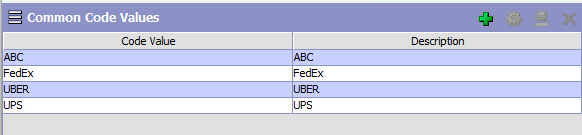 Common Code Values
Code Value Description
ABC ABC
FedEx FedEx
UBER UBER
UPS UPS